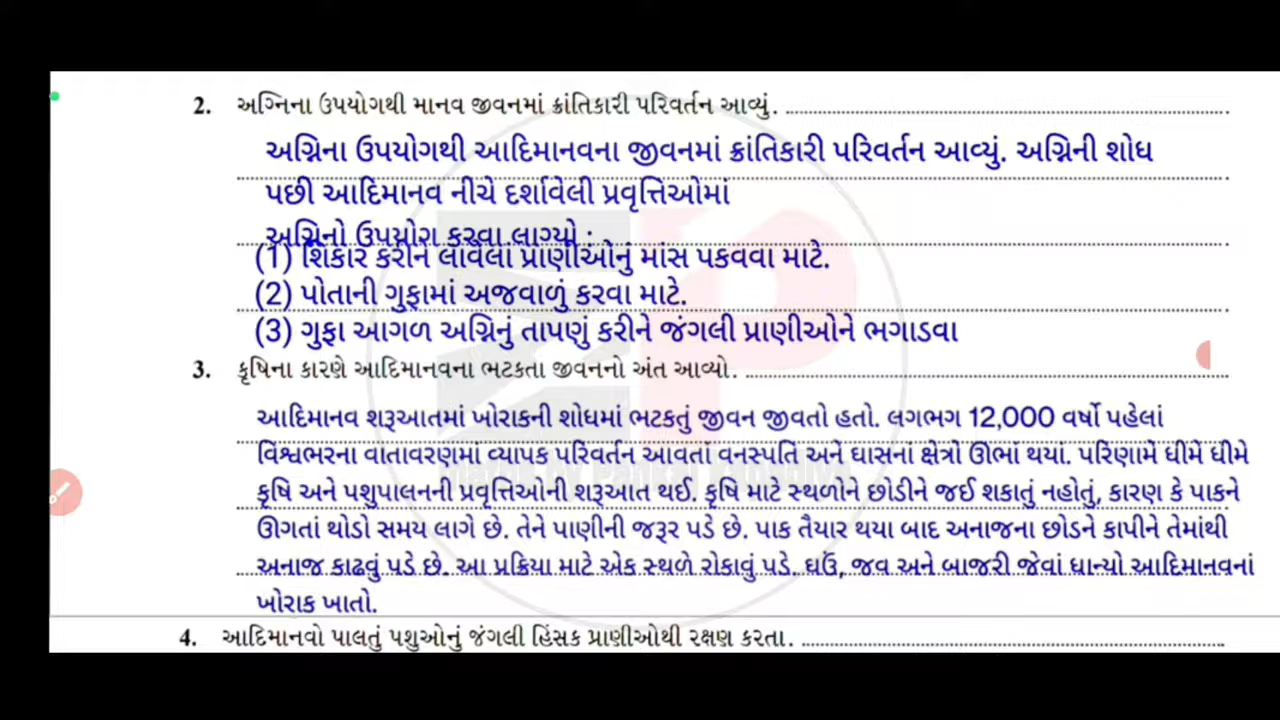 2. અગ્નિના ઉપયોગથી માનવ જીવનમાં ક્રાંતિકારી પરિવર્તન આવ્યું.
અગ્નિના ઉપયોગથી આદિમાનવના જીવનમાં ક્રાંતિકારી પરિવર્તન આવ્યું. અગ્નિની શોધ
પછી આદિમાનવ નીચે દર્શાવેલી પ્રવૃત્તિઓમાં
અગ્નિનો ઉપયોગ કરવા લાગ્યો :
(1) શિકાર કરીને લાવેલા પ્રાણીઓનું માંસ પકવવા માટે.
(2) પોતાની ગુફામાં અજવાળું કરવા માટે.
(3) ગુફા આગળ અગ્નિનું તાપણું કરીને જંગલી પ્રાણીઓને ભગાડવા
3. કૃષિના કારણે આદિમાનવના ભટકતા જીવનનો અંત આવ્યો.
આદિમાનવ શરૂઆતમાં ખોરાકની શોધમાં ભટકતું જીવન જીવતો હતો. લગભગ 12,000 વર્ષો પહેલાં
વિશ્વભરના વાતાવરણમાં વ્યાપક પરિવર્તન આવતાં વનસ્પતિ અને ઘાસનાં ક્ષેત્રો ઊભાં થયાં. પરિણામે ધીમે ધીમે
કૃષિ અને પશુપાલનની પ્રવૃત્તિઓની શરૂઆત થઈ. કૃષિ માટે સ્થળોને છોડીને જઈ શકાતું નહોતું, કારણ કે પાકને
ઊગતાં થોડો સમય લાગે છે. તેને પાણીની જરૂર પડે છે. પાક તૈયાર થયા બાદ અનાજના છોડને કાપીને તેમાંથી
અનાજ કાઢવું પડે છે. આ પ્રક્રિયા માટે એક સ્થળે રોકાવું પડે. ઘઉં, જવ અને બાજરી જેવાં ધાન્યો આદિમાનવનાં
ખોરાક ખાતો.
4. આદિમાનવો પાલતું પશુઓનું જંગલી હિંસક પ્રાણીઓથી રક્ષણ કરતા.